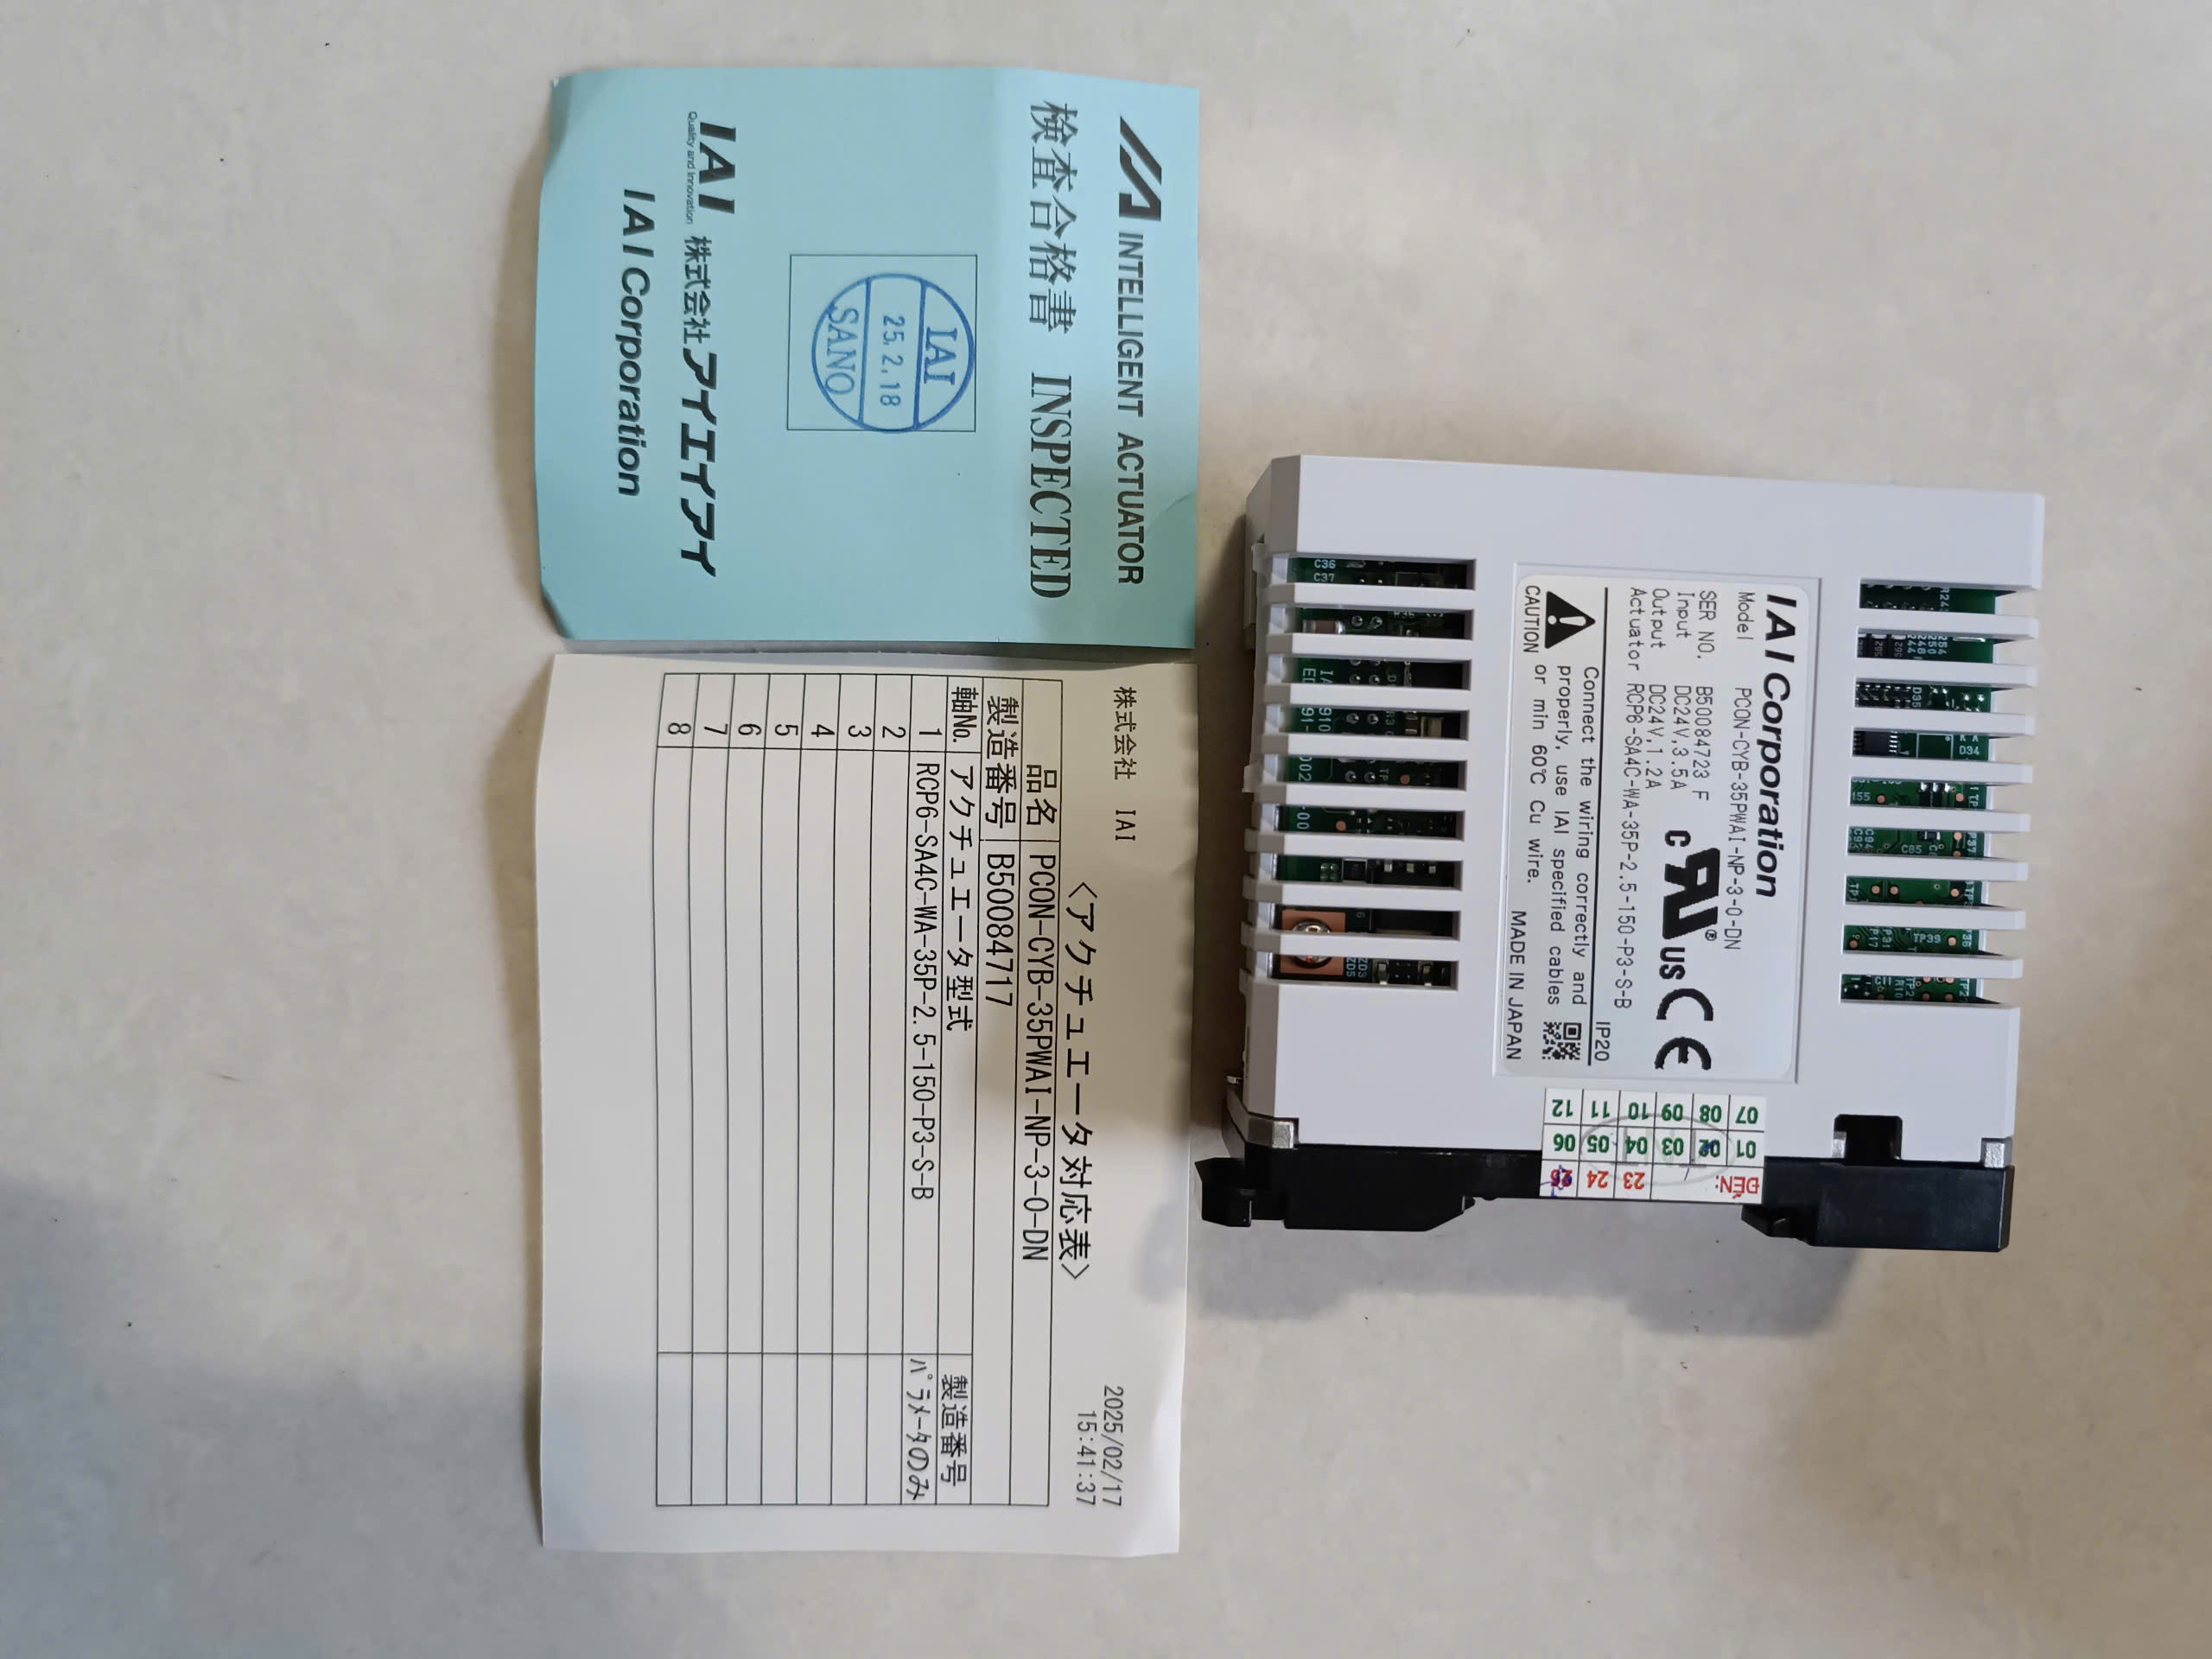 INTELLIGENT ACTUATOR
検査合格書 INSPECTED
IAI
25.2.18
SANO
IAI 株式会社アイエイアイ
Quality and Innovation
IAI Corporation
株式会社 IAI
2025/02/17
15:41:37
〈アクチュエータ対応表〉
品名 PCON-CYB-35PWAI-NP-3-0-DN
製造番号 B50084717
軸No. アクチュエータ型式 製造番号
1 RCP6-SA4C-WA-35P-2.5-150-P3-S-B パラメータのみ
2
3
4
5
6
7
8
IAI Corporation
Model PCON-CYB-35PWAI-NP-3-0-DN
SER NO. B50084723 F
Input DC24V,3.5A
Output DC24V,1.2A
Actuator RCP6-SA4C-WA-35P-2.5-150-P3-S-B
c RU ® US CE
IP20
CAUTION
Connect the wiring correctly and
properly, use IAI specified cables
or min 60℃ Cu wire.
MADE IN JAPAN
ĐEN: 23 24
01 02 03 04 05 06
07 08 09 10 11 12
C36
C37
D34